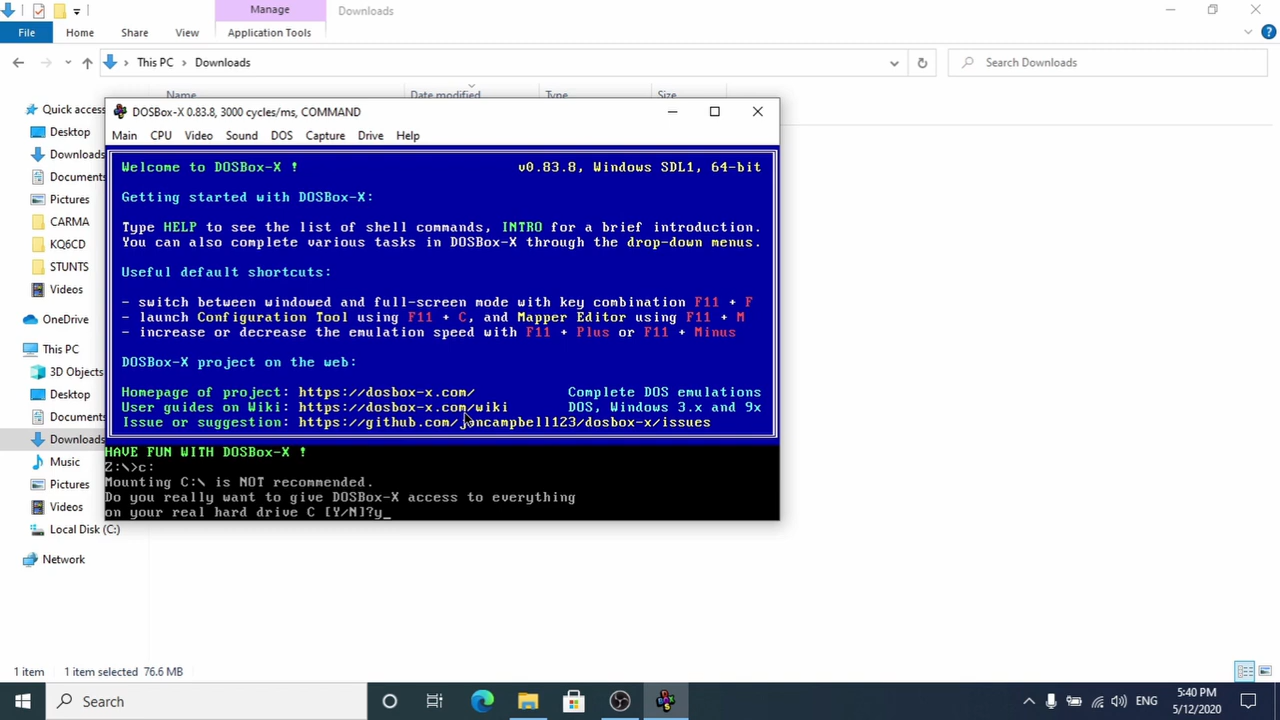 Manage
Downloads
File
Home
Share
View
Application Tools
This PC
Downloads
Search Downloads
Name
Date modified
Type
Size
Quick access
Desktop
Downloads
Documents
Pictures
CARMA
KQ6CD
STUNTS
Videos
OneDrive
This PC
3D Objects
Desktop
Documents
Downloads
Music
Pictures
Videos
Local Disk (C:)
Network
DOSBox-X 0.83.8, 3000 cycles/ms, COMMAND
Main CPU Video Sound DOS Capture Drive Help
Welcome to DOSBox-X ! v0.83.8, Windows SDL1, 64-bit
Getting started with DOSBox-X:
Type HELP to see the list of shell commands, INTRO for a brief introduction.
You can also complete various tasks in DOSBox-X through the drop-down menus.
Useful default shortcuts:
- switch between windowed and full-screen mode with key combination F11 + F
- launch Configuration Tool using F11 + C, and Mapper Editor using F11 + M
- increase or decrease the emulation speed with F11 + Plus or F11 + Minus
DOSBox-X project on the web:
Homepage of project: https://dosbox-x.com/ Complete DOS emulations
User guides on Wiki: https://dosbox-x.com/wiki DOS, Windows 3.x and 9x
Issue or suggestion: https://github.com/joncampbell123/dosbox-x/issues
HAVE FUN WITH DOSBox-X !
Z:\>c:
Mounting C:\ is NOT recommended.
Do you really want to give DOSBox-X access to everything
on your real hard drive C [Y/N]?y_
1 item
1 item selected 76.6 MB
Search
ENG
5:40 PM
5/12/2020